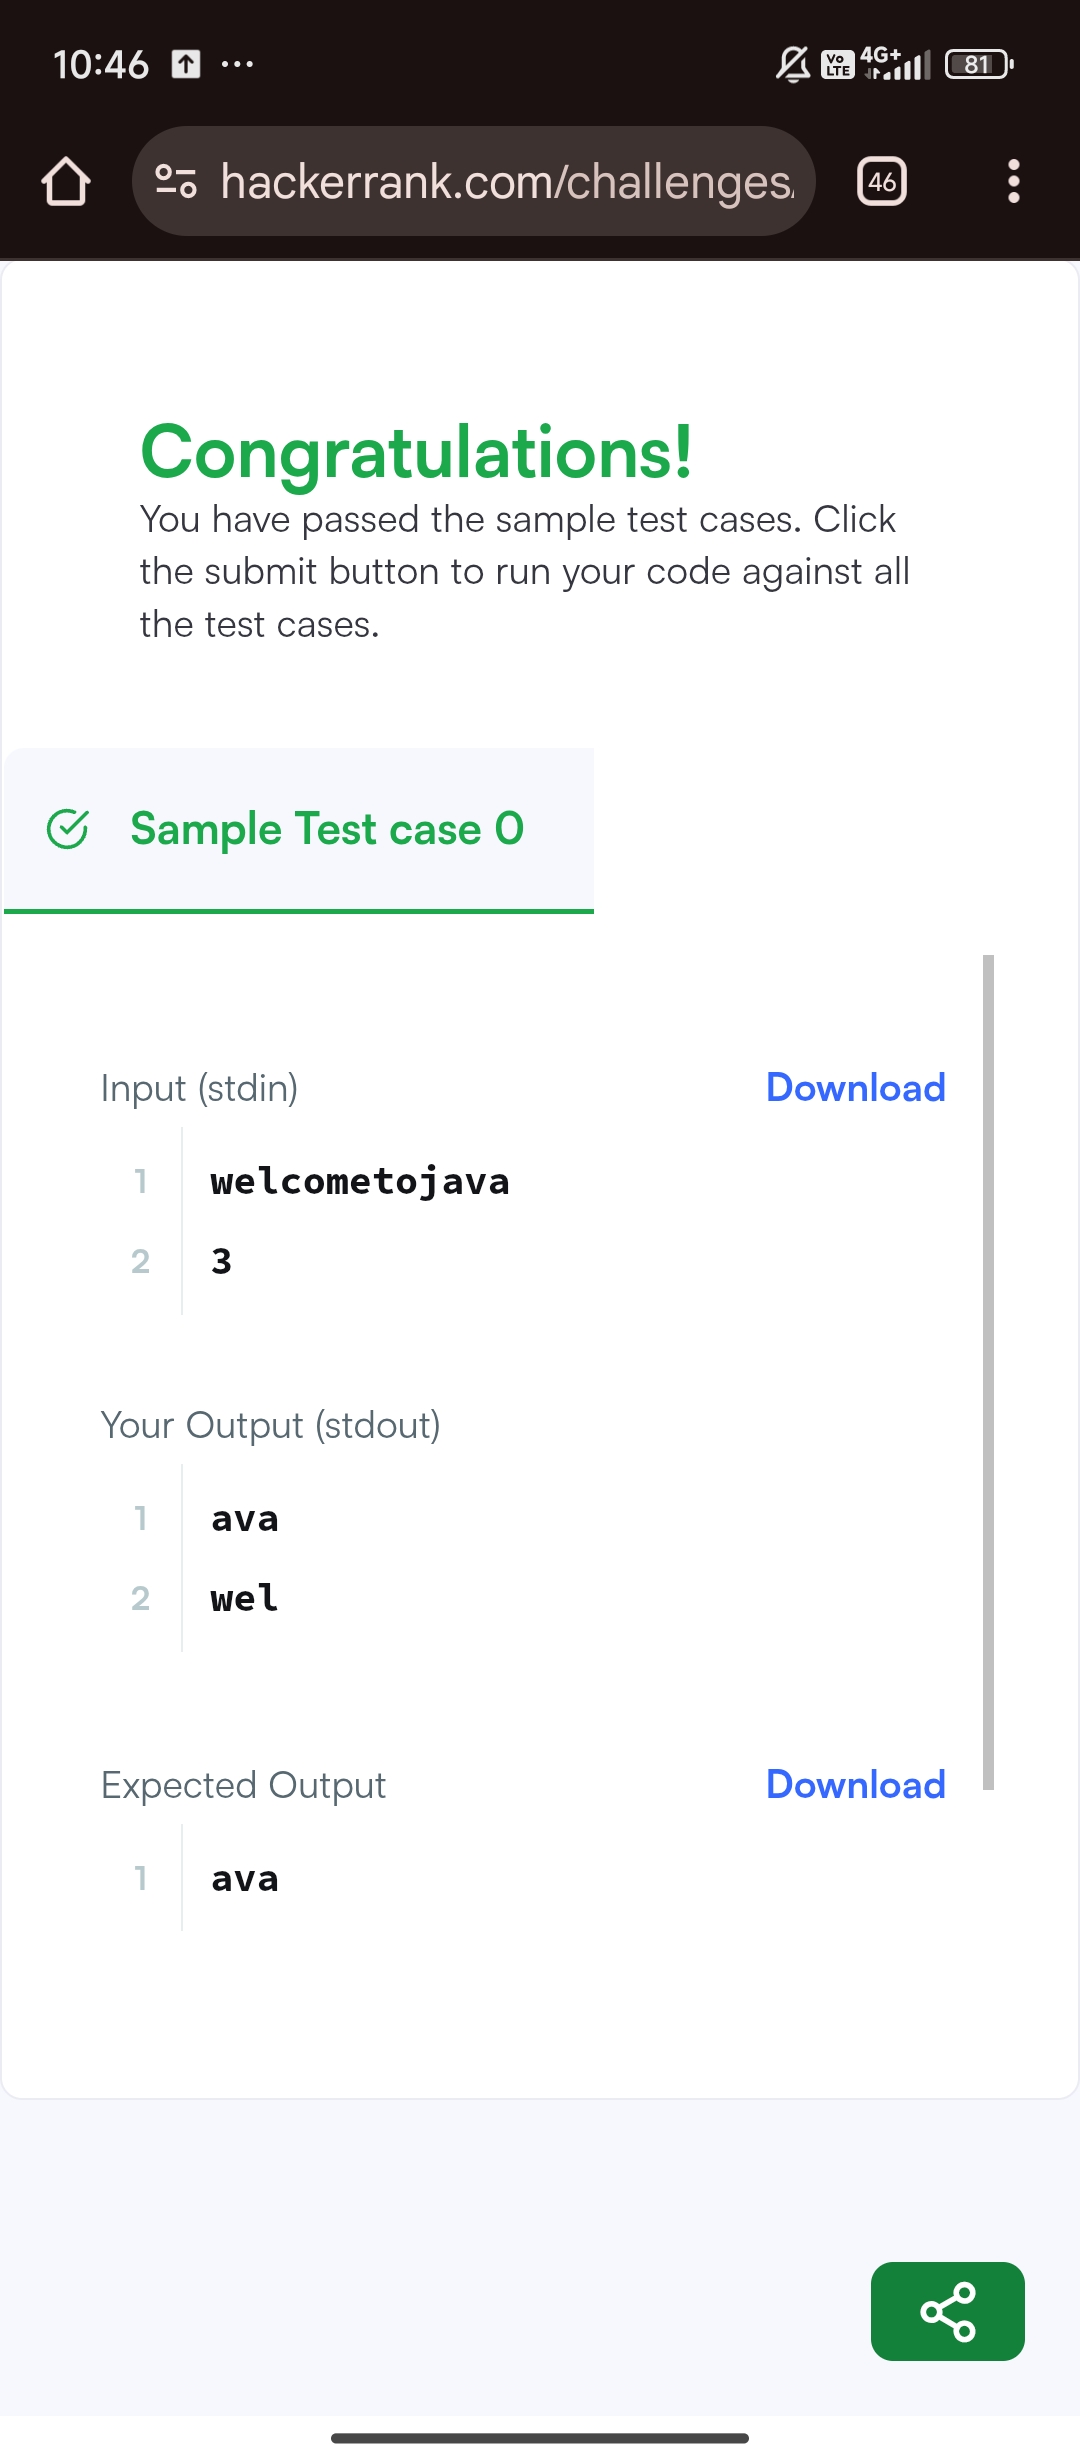 10:46
Vo LTE 4G+ 81
hackerrank.com/challenges
46
Congratulations!
You have passed the sample test cases. Click
the submit button to run your code against all
the test cases.
Sample Test case 0
Input (stdin) Download
1 welcometojava
2 3
Your Output (stdout)
1 ava
2 wel
Expected Output Download
1 ava